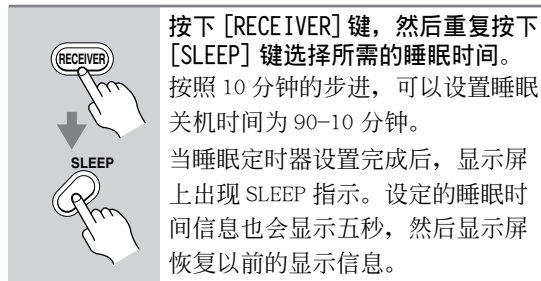 RECEIVER
SLEEP
按下 [RECEIVER] 键，然后重复按下
[SLEEP] 键选择所需的睡眠时间。
按照 10 分钟的步进，可以设置睡眠
关机时间为 90-10 分钟。
当睡眠定时器设置完成后，显示屏
上出现 SLEEP 指示。设定的睡眠时
间信息也会显示五秒，然后显示屏
恢复以前的显示信息。